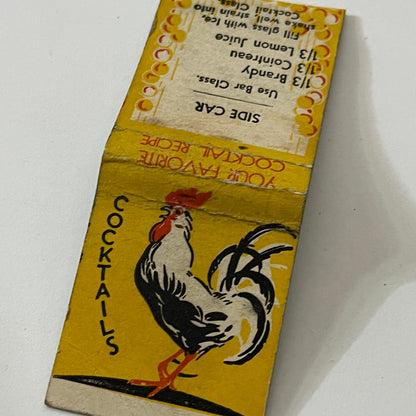 COCKTAILS
YOUR FAVORITE
COCKTAIL RECIPE
SIDE CAR
Use Bar Glass.
1/3 Brandy
1/3 Cointreau
1/3 Lemon Juice
Fill glass with Ice,
shake well, strain into
Cocktail Glass.